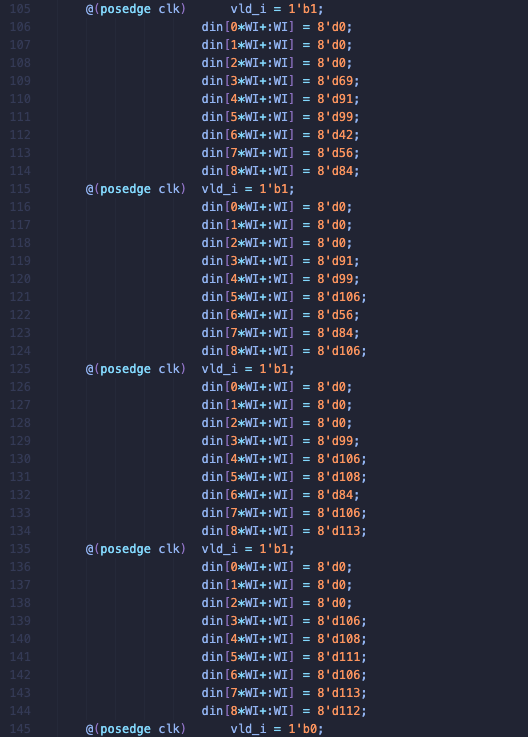 105 @(posedge clk) vld_i = 1'b1;
106 din[0*WI+:WI] = 8'd0;
107 din[1*WI+:WI] = 8'd0;
108 din[2*WI+:WI] = 8'd0;
109 din[3*WI+:WI] = 8'd69;
110 din[4*WI+:WI] = 8'd91;
111 din[5*WI+:WI] = 8'd99;
112 din[6*WI+:WI] = 8'd42;
113 din[7*WI+:WI] = 8'd56;
114 din[8*WI+:WI] = 8'd84;
115 @(posedge clk) vld_i = 1'b1;
116 din[0*WI+:WI] = 8'd0;
117 din[1*WI+:WI] = 8'd0;
118 din[2*WI+:WI] = 8'd0;
119 din[3*WI+:WI] = 8'd91;
120 din[4*WI+:WI] = 8'd99;
121 din[5*WI+:WI] = 8'd106;
122 din[6*WI+:WI] = 8'd56;
123 din[7*WI+:WI] = 8'd84;
124 din[8*WI+:WI] = 8'd106;
125 @(posedge clk) vld_i = 1'b1;
126 din[0*WI+:WI] = 8'd0;
127 din[1*WI+:WI] = 8'd0;
128 din[2*WI+:WI] = 8'd0;
129 din[3*WI+:WI] = 8'd99;
130 din[4*WI+:WI] = 8'd106;
131 din[5*WI+:WI] = 8'd108;
132 din[6*WI+:WI] = 8'd84;
133 din[7*WI+:WI] = 8'd106;
134 din[8*WI+:WI] = 8'd113;
135 @(posedge clk) vld_i = 1'b1;
136 din[0*WI+:WI] = 8'd0;
137 din[1*WI+:WI] = 8'd0;
138 din[2*WI+:WI] = 8'd0;
139 din[3*WI+:WI] = 8'd106;
140 din[4*WI+:WI] = 8'd108;
141 din[5*WI+:WI] = 8'd111;
142 din[6*WI+:WI] = 8'd106;
143 din[7*WI+:WI] = 8'd113;
144 din[8*WI+:WI] = 8'd112;
145 @(posedge clk) vld_i = 1'b0;